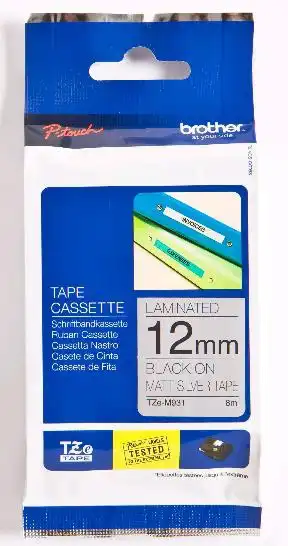 P-touch
brother
at your side
INVOICES
TAPE
CASSETTE
Schriftbandkassette
Ruban Cassette
Cassetta Nastro
Casete de Cinta
Cassete de Fita
LAMINATED
12mm
BLACK ON
MATT SILVER TAPE
TZe-M931 8m
TZe
TAPE
TESTED